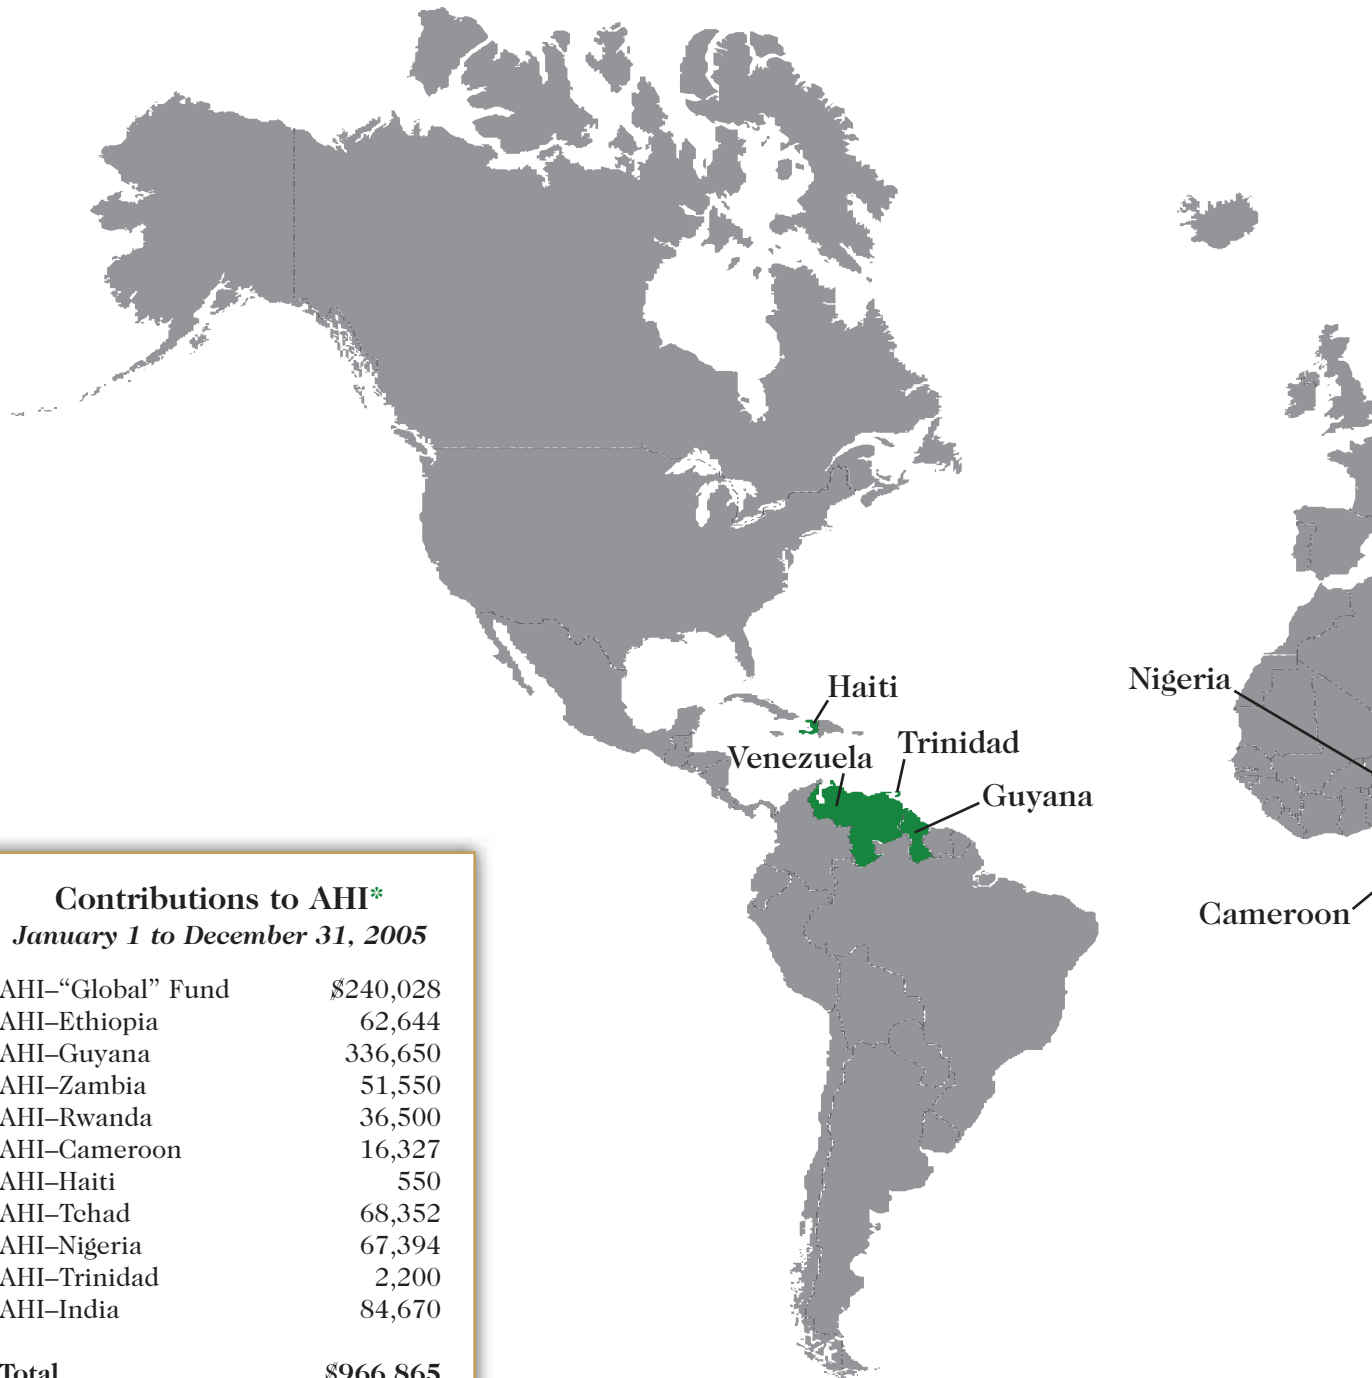 Haiti
Nigeria
Trinidad
Venezuela
Guyana
Cameroon
Contributions to AHI*
January 1 to December 31, 2005
AHI–“Global” Fund $240,028
AHI–Ethiopia 62,644
AHI–Guyana 336,650
AHI–Zambia 51,550
AHI–Rwanda 36,500
AHI–Cameroon 16,327
AHI–Haiti 550
AHI–Tchad 68,352
AHI–Nigeria 67,394
AHI–Trinidad 2,200
AHI–India 84,670
Total $966,865